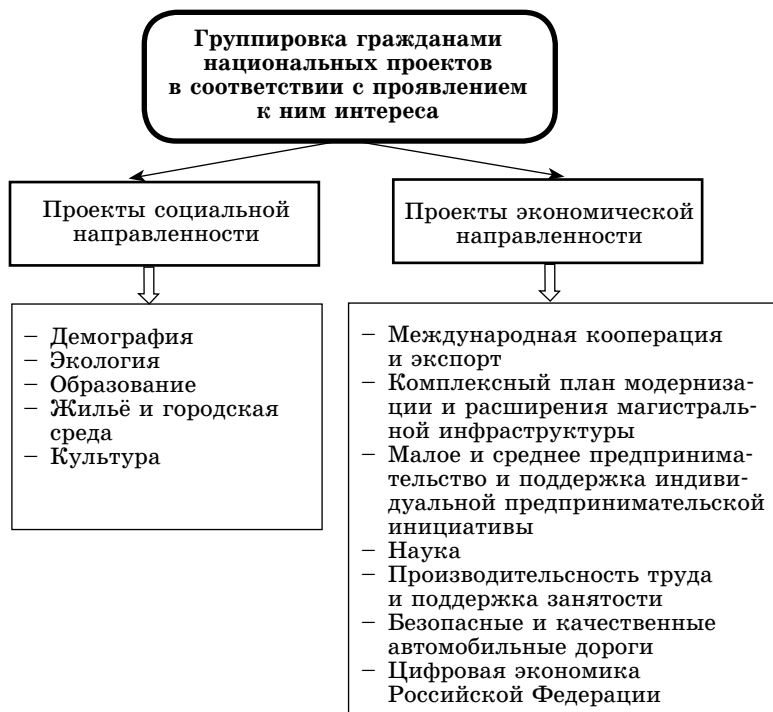 Группировка гражданами
национальных проектов
в соответствии с проявлением
к ним интереса
Проекты социальной
направленности
Проекты экономической
направленности
– Демография
– Экология
– Образование
– Жильё и городская
среда
– Культура
– Международная кооперация
и экспорт
– Комплексный план модерниза-
ции и расширения магистраль-
ной инфраструктуры
– Малое и среднее предпринима-
тельство и поддержка индиви-
дуальной предпринимательской
инициативы
– Наука
– Производительсность труда
и поддержка занятости
– Безопасные и качественные
автомобильные дороги
– Цифровая экономика
Российской Федерации